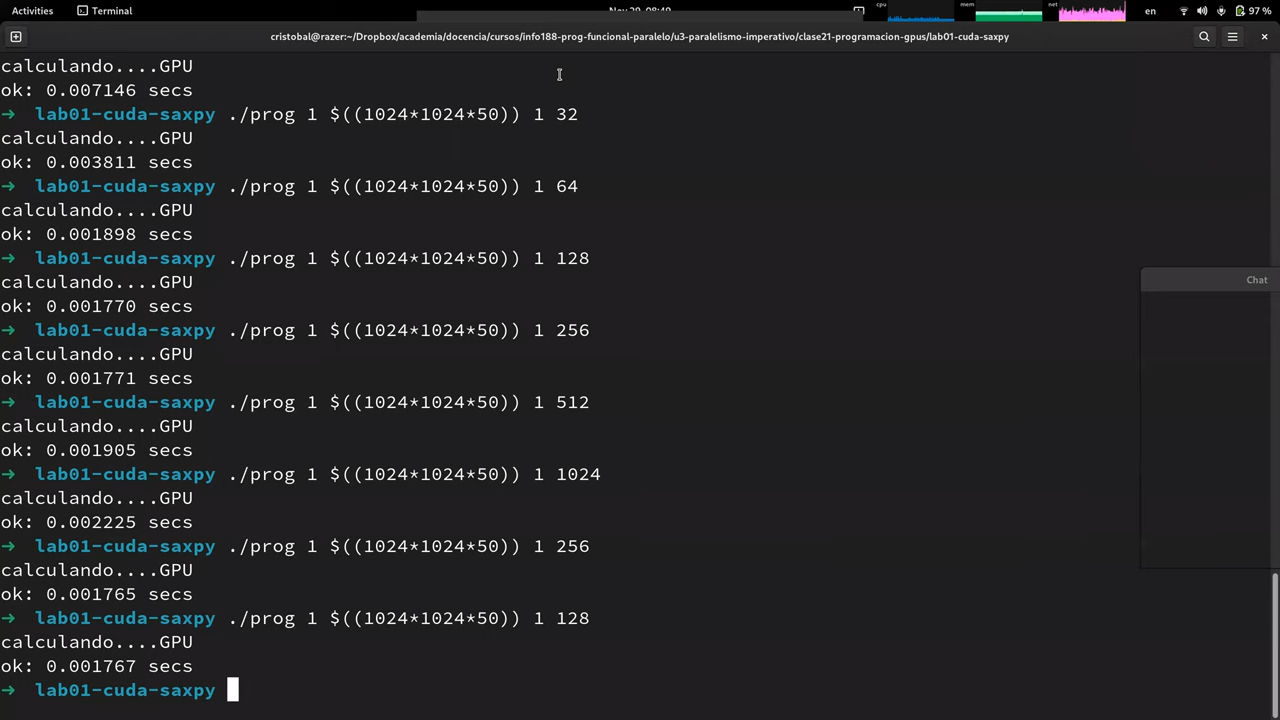 Activities
Terminal
cpu
mem
net
en
97 %
cristobal@razer:~/Dropbox/academia/docencia/cursos/info188-prog-funcional-paralelo/u3-paralelismo-imperativo/clase21-programacion-gpus/lab01-cuda-saxpy
calculando....GPU
ok: 0.007146 secs
→ lab01-cuda-saxpy ./prog 1 $((1024*1024*50)) 1 32
calculando....GPU
ok: 0.003811 secs
→ lab01-cuda-saxpy ./prog 1 $((1024*1024*50)) 1 64
calculando....GPU
ok: 0.001898 secs
→ lab01-cuda-saxpy ./prog 1 $((1024*1024*50)) 1 128
calculando....GPU
ok: 0.001770 secs
→ lab01-cuda-saxpy ./prog 1 $((1024*1024*50)) 1 256
calculando....GPU
ok: 0.001771 secs
→ lab01-cuda-saxpy ./prog 1 $((1024*1024*50)) 1 512
calculando....GPU
ok: 0.001905 secs
→ lab01-cuda-saxpy ./prog 1 $((1024*1024*50)) 1 1024
calculando....GPU
ok: 0.002225 secs
→ lab01-cuda-saxpy ./prog 1 $((1024*1024*50)) 1 256
calculando....GPU
ok: 0.001765 secs
→ lab01-cuda-saxpy ./prog 1 $((1024*1024*50)) 1 128
calculando....GPU
ok: 0.001767 secs
→ lab01-cuda-saxpy
Chat